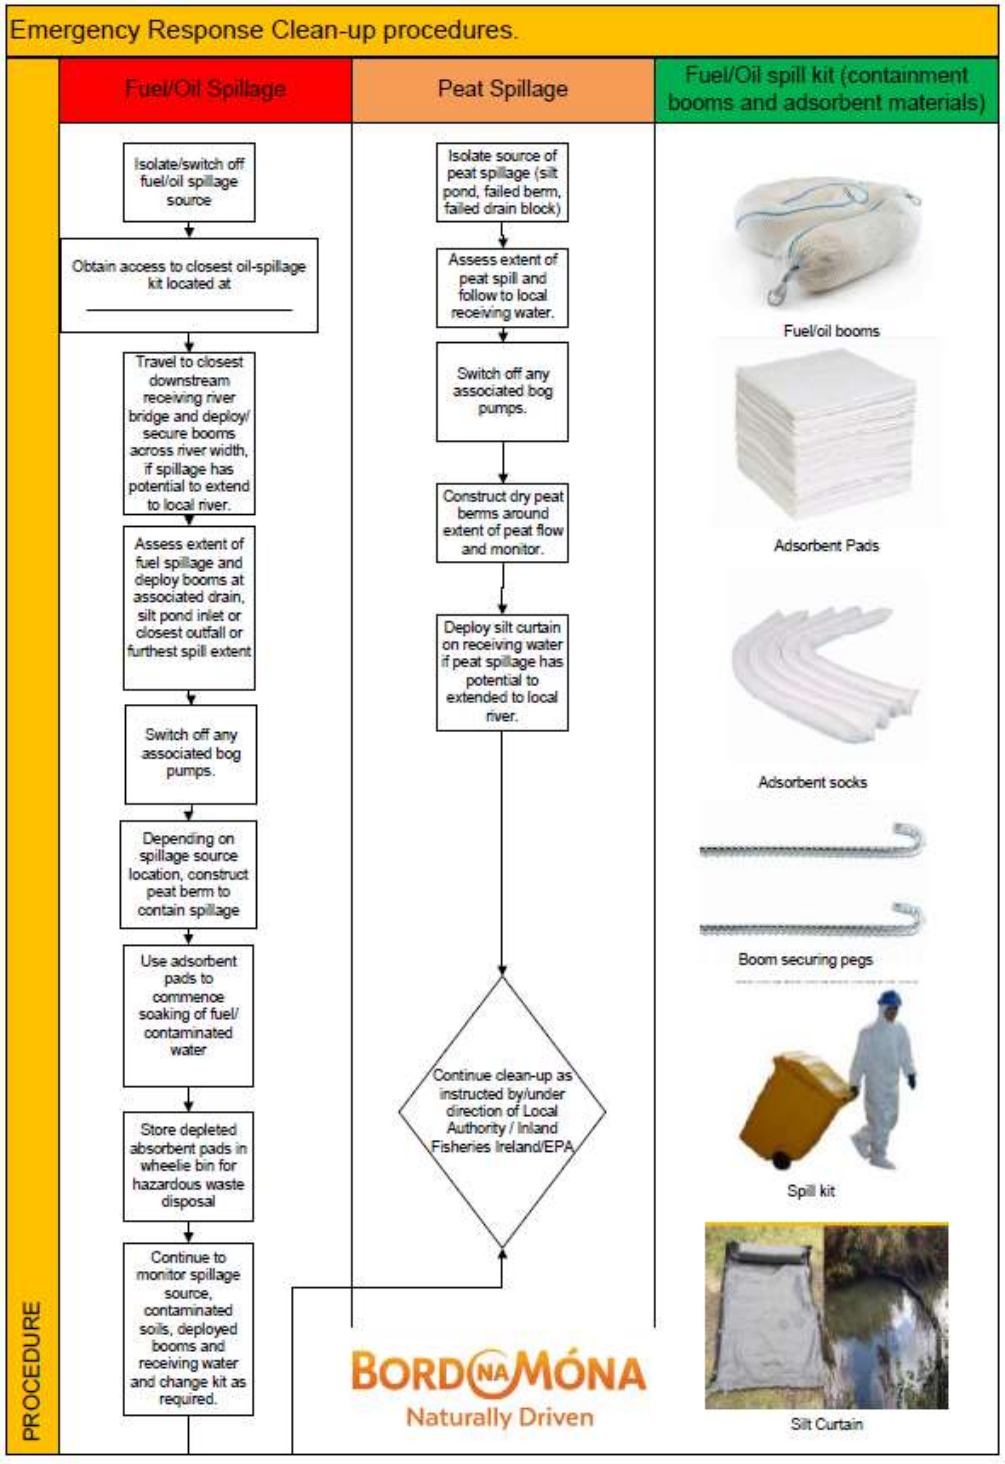 Emergency Response Clean-up procedures.
Fuel/Oil Spillage
Isolate/switch off
fuel/oil spillage
source
Obtain access to closest oil-spillage
kit located at
Travel to closest
downstream
receiving river
bridge and deploy/
secure booms
across river width,
if spillage has
potential to extend
to local river.
Assess extent of
fuel spillage and
deploy booms at
associated drain,
silt pond inlet or
closest outfall or
furthest spill extent
Switch off any
associated bog
pumps.
Depending on
spillage source
location, construct
peat berm to
contain spillage
Use adsorbent
pads to
commence
soaking of fuel/
contaminated
water
Store depleted
absorbent pads in
wheelie bin for
hazardous waste
disposal
Continue to
monitor spillage
source,
contaminated
soils, deployed
booms and
receiving water
and change kit as
required.
Peat Spillage
Isolate source of
peat spillage (silt
pond, failed berm,
failed drain block)
Assess extent of
peat spill and
follow to local
receiving water.
Switch off any
associated bog
pumps.
Construct dry peat
berms around
extent of peat flow
and monitor.
Deploy silt curtain
on receiving water
if peat spillage has
potential to
extended to local
river.
Continue clean-up as
instructed by/under
direction of Local
Authority / Inland
Fisheries Ireland/EPA
Fuel/Oil spill kit (containment
booms and adsorbent materials)
Fuel/oil booms
Adsorbent Pads
Adsorbent socks
Boom securing pegs
Spill kit
Silt Curtain
PROCEDURE
BORD NA MÓNA
Naturally Driven